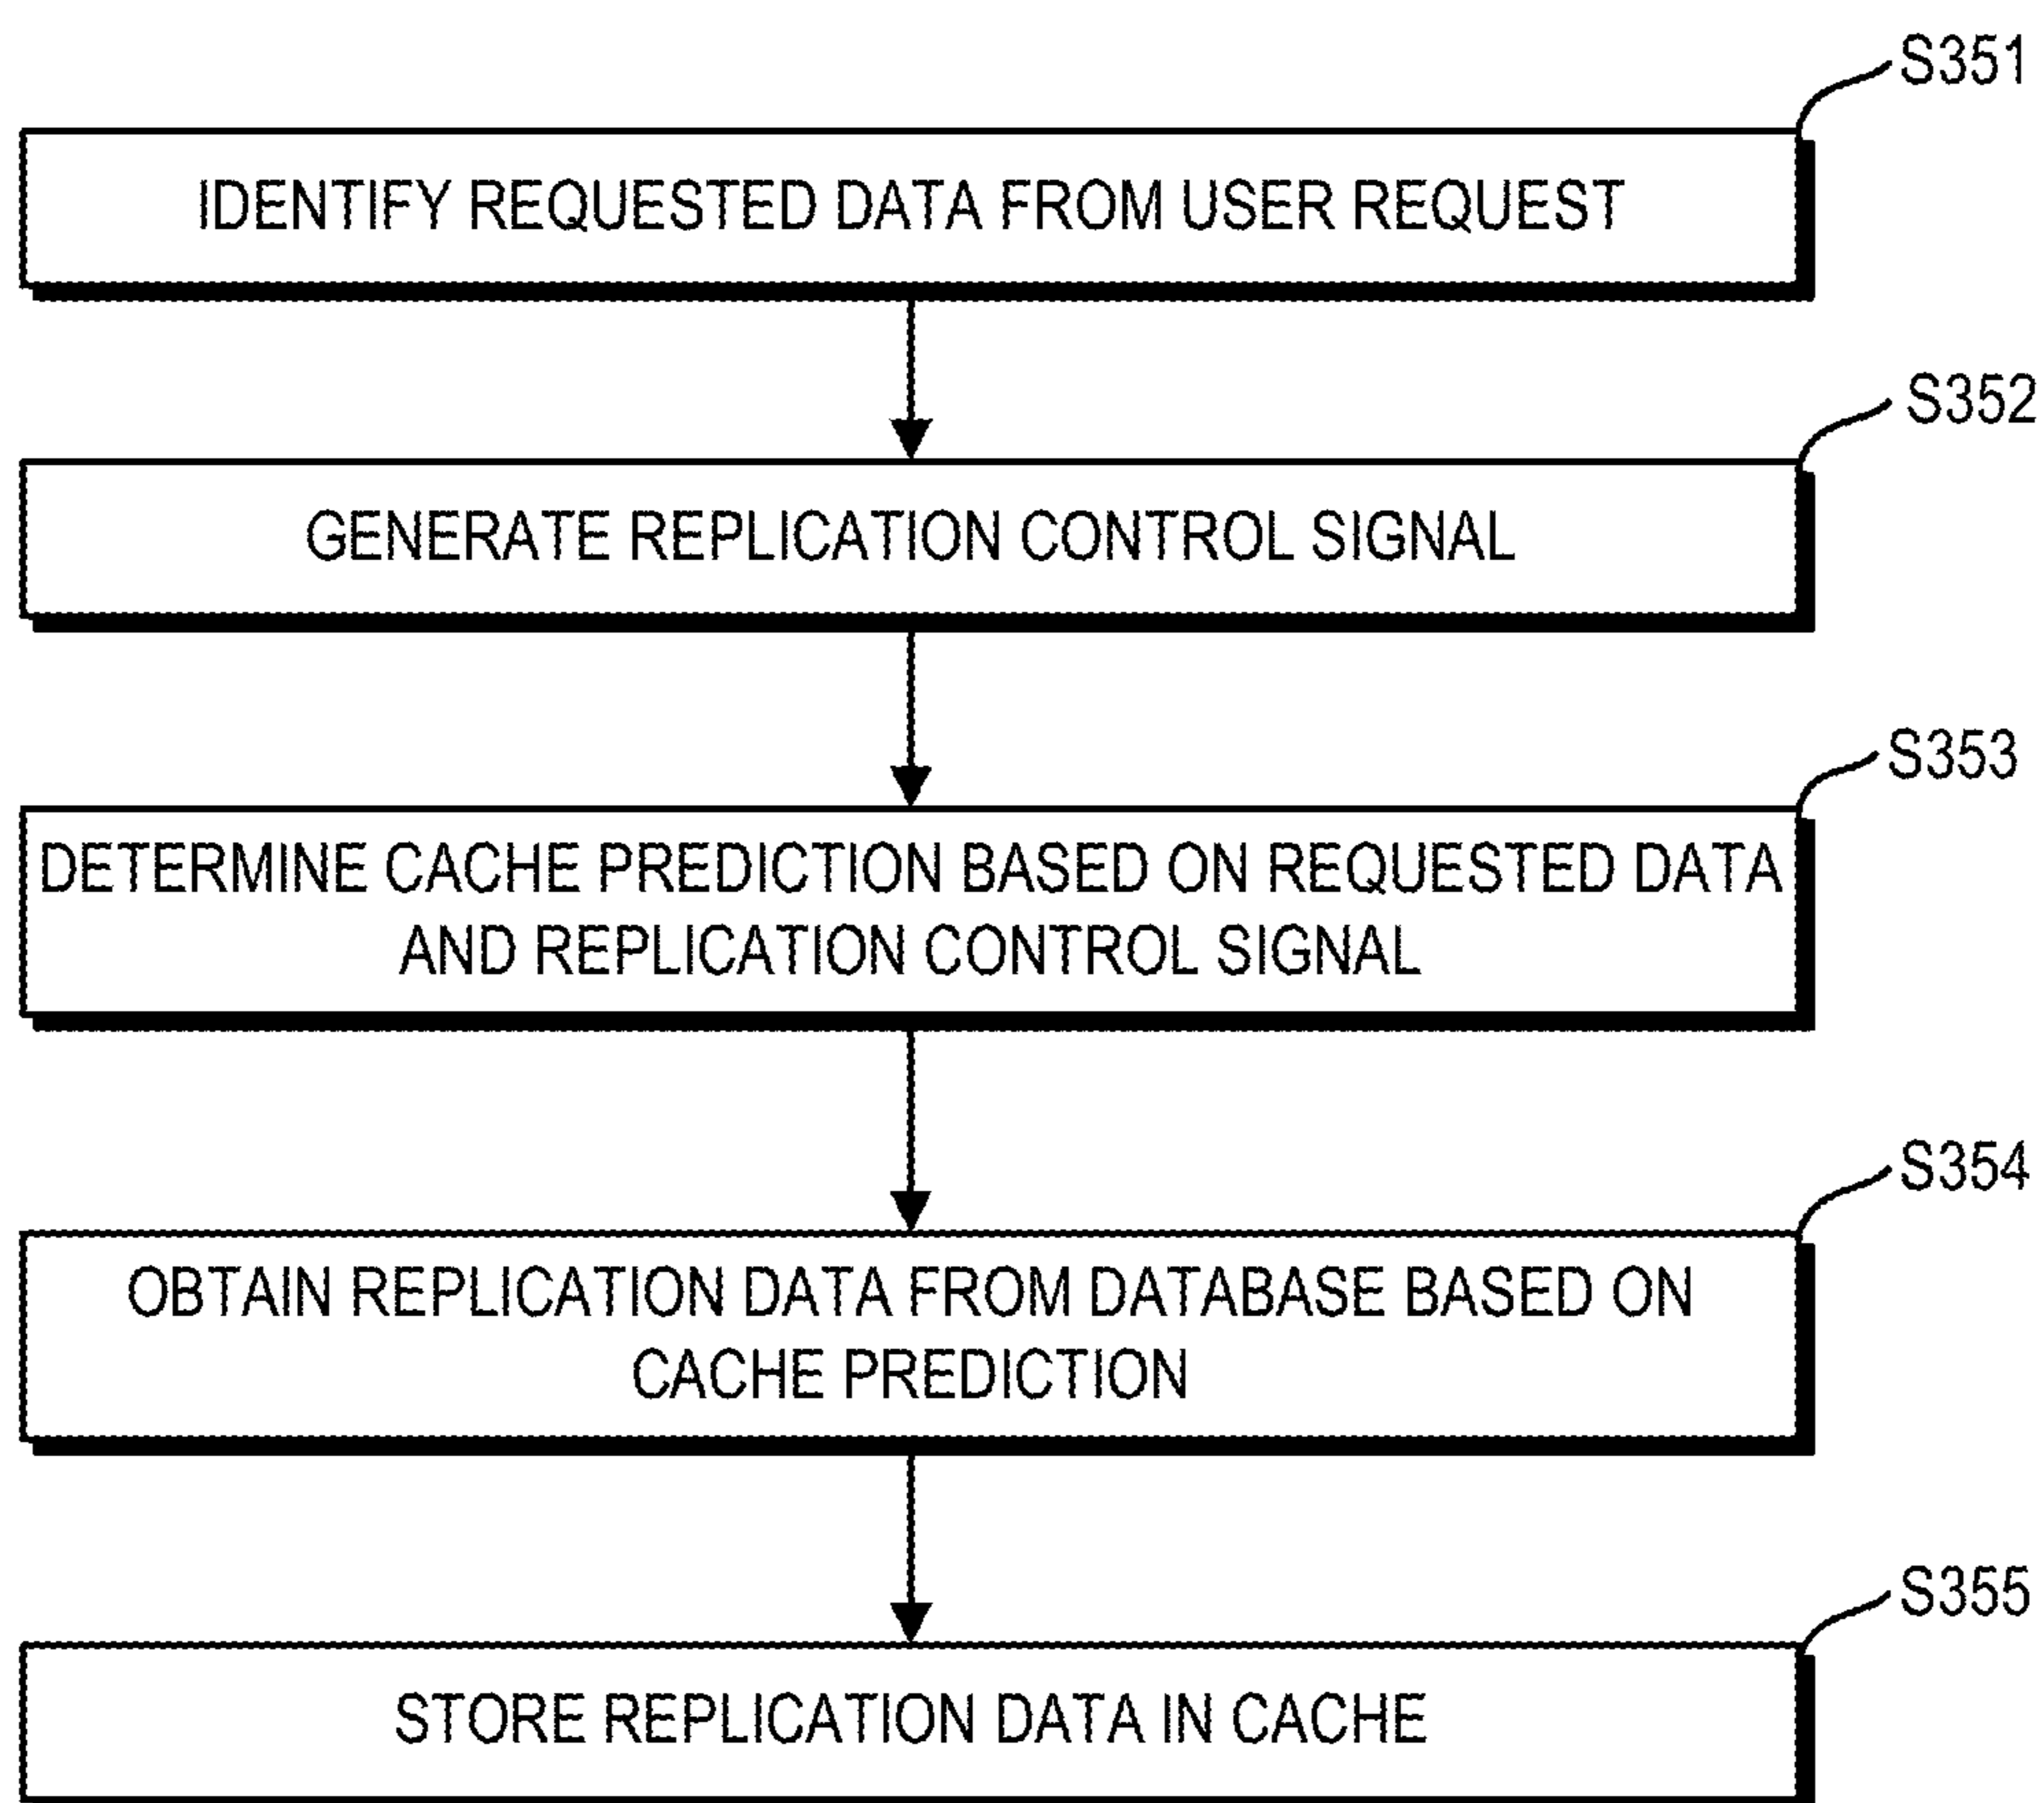 S351
IDENTIFY REQUESTED DATA FROM USER REQUEST
S352
GENERATE REPLICATION CONTROL SIGNAL
S353
DETERMINE CACHE PREDICTION BASED ON REQUESTED DATA
AND REPLICATION CONTROL SIGNAL
S354
OBTAIN REPLICATION DATA FROM DATABASE BASED ON
CACHE PREDICTION
S355
STORE REPLICATION DATA IN CACHE